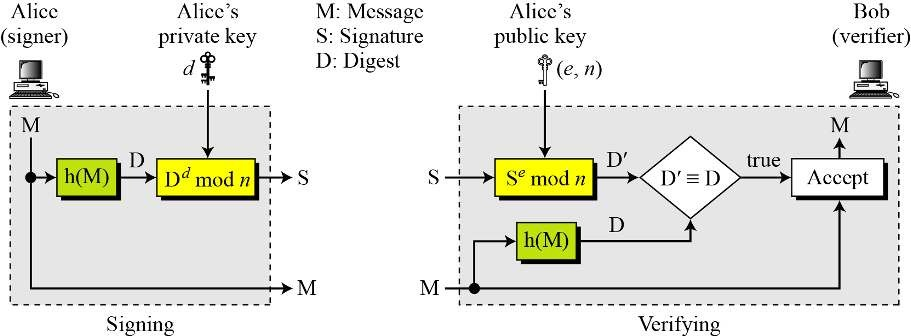 Alice
(signer)
Alice's
private key
d
M: Message
S: Signature
D: Digest
Alice's
public key
(e, n)
Bob
(verifier)
M
h(M)
D
D^d mod n
S
M
Signing
S
S^e mod n
D′
D′ ≡ D
true
Accept
M
h(M)
D
M
Verifying